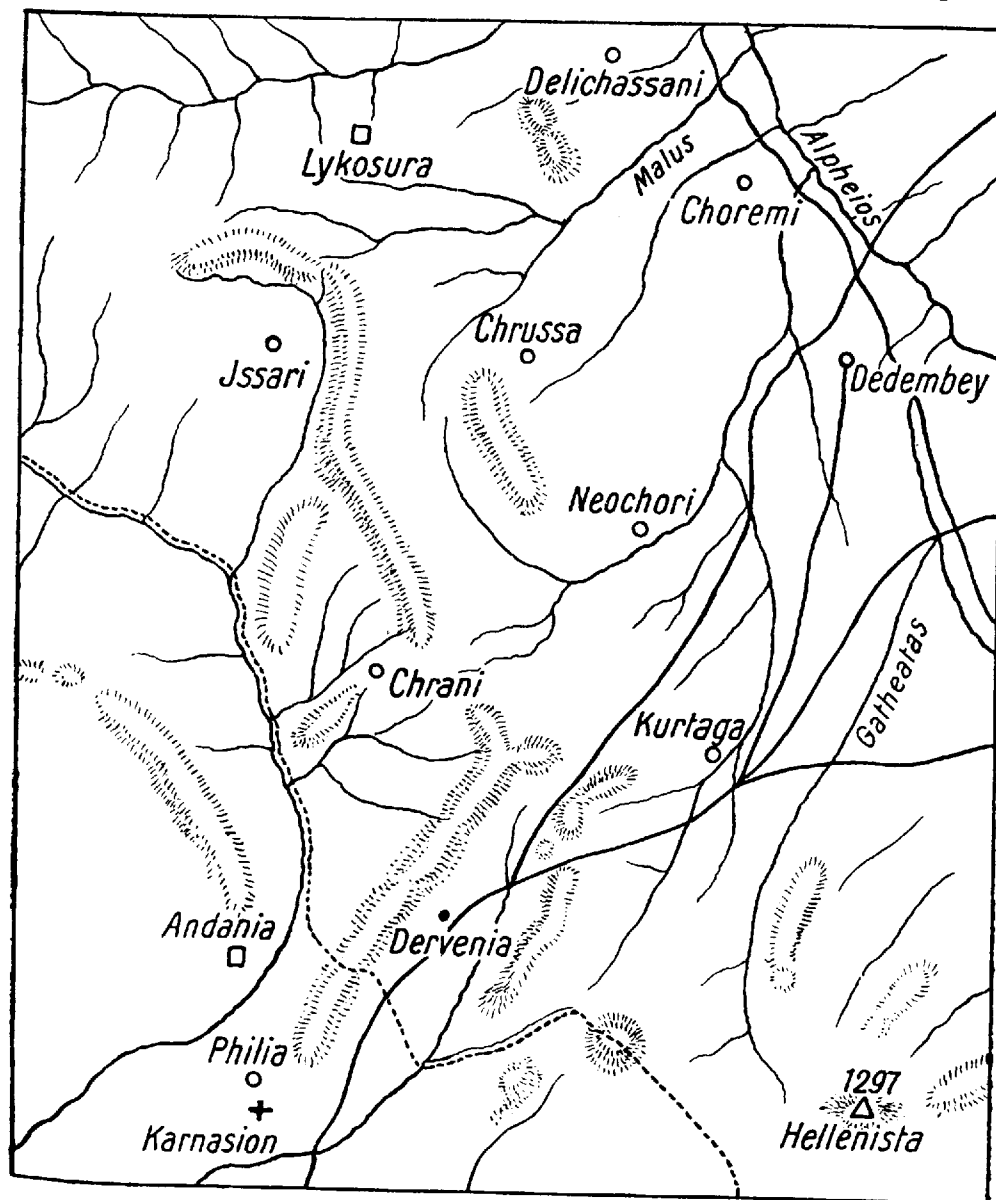 Delichassani
Lykosura
Malus
Alpheios
Choremi
Chrussa
Jssari
Dedembey
Neochori
Chrani
Gatheatas
Kurtaga
Andania
Dervenia
Philia
1297
Karnasion
Hellenista